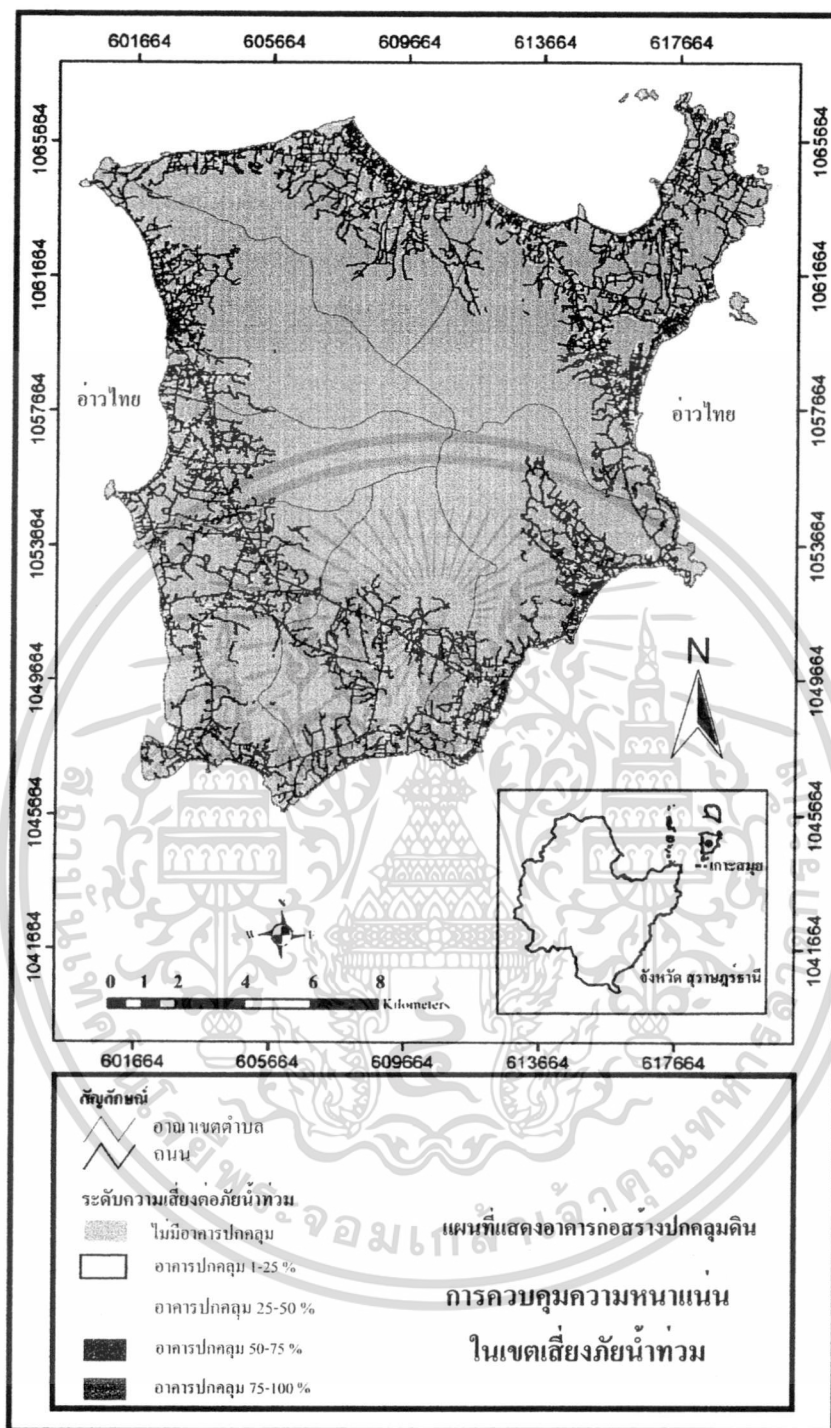 601664 605664 609664 613664 617664
1065664 1065664
1061664 1061664
1057664 1057664
อ่าวไทย อ่าวไทย
1053664 1053664
1049664 1049664
N
1045664 1045664
เกาะสมุย
จังหวัด สุราษฎร์ธานี
1041664 1041664
N
W
0 1 2 4 6 8
Kilometers
601664 605664 609664 613664 617664
สัญลักษณ์
อาณาเขตตำบล
ถนน
ระดับความเสี่ยงต่อภัยน้ำท่วม
ไม่มีอาคารปกคลุม
อาคารปกคลุม 1-25 %
อาคารปกคลุม 25-50 %
อาคารปกคลุม 50-75 %
อาคารปกคลุม 75-100 %
แผนที่แสดงอาคารก่อสร้างปกคลุมดิน
การควบคุมความหนาแน่น
ในเขตเสี่ยงภัยน้ำท่วม